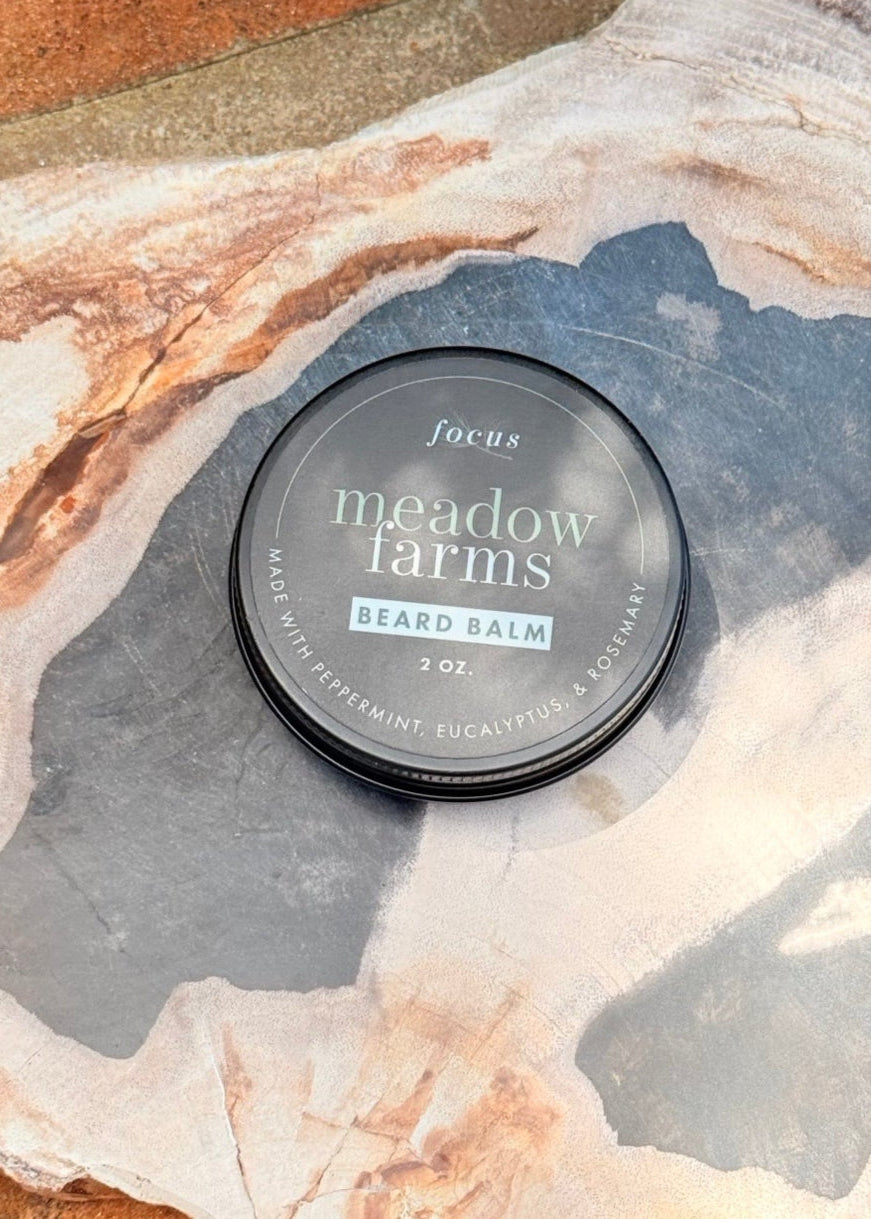 focus
meadow
farms
BEARD BALM
2 OZ.
MADE WITH PEPPERMINT, EUCALYPTUS, & ROSEMARY